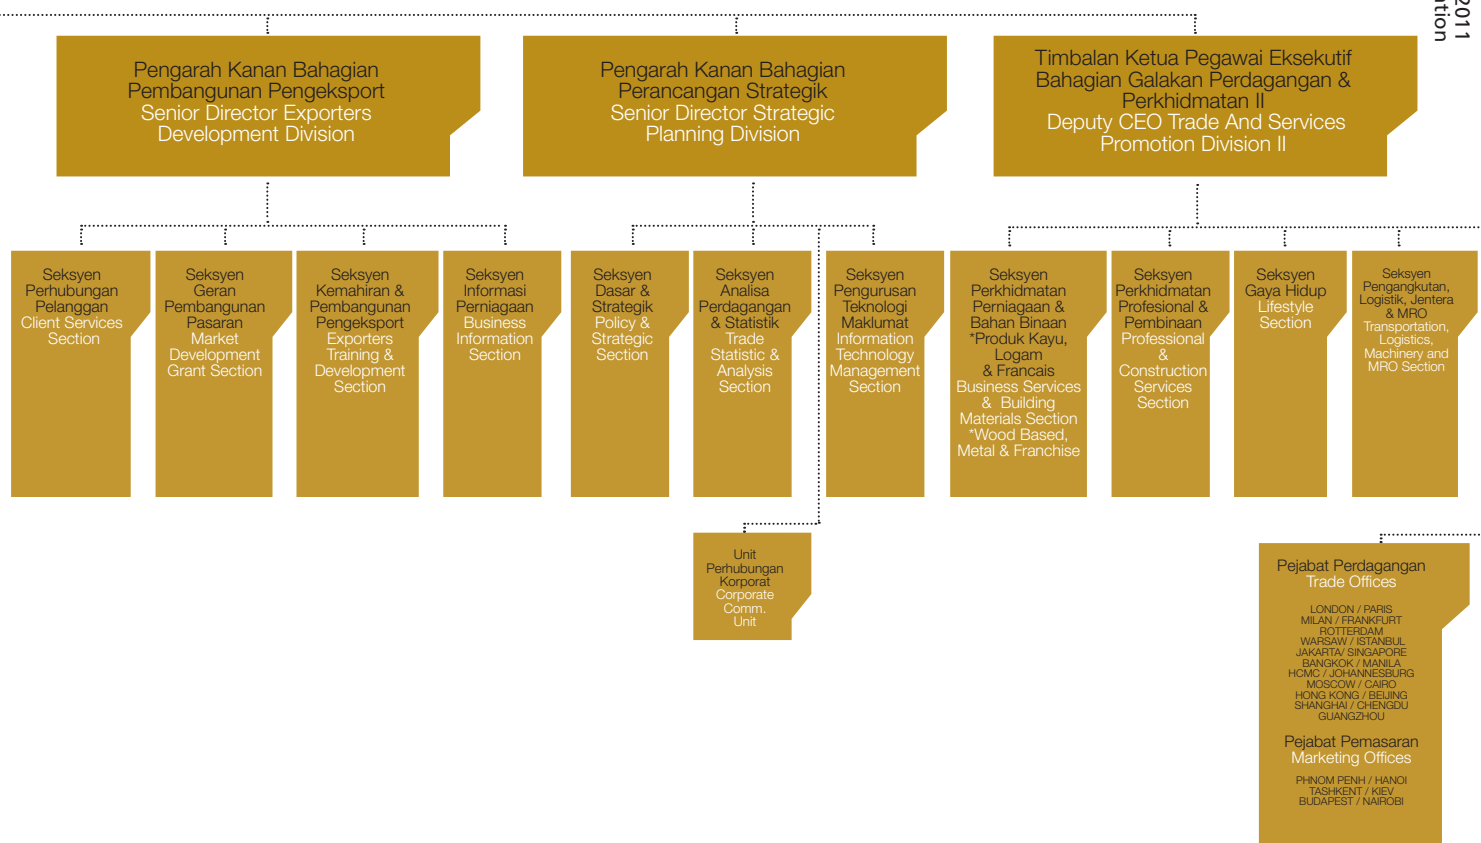 2011
ation
Pengarah Kanan Bahagian
Pembangunan Pengeksport
Senior Director Exporters
Development Division
Pengarah Kanan Bahagian
Perancangan Strategik
Senior Director Strategic
Planning Division
Timbalan Ketua Pegawai Eksekutif
Bahagian Galakan Perdagangan &
Perkhidmatan II
Deputy CEO Trade And Services
Promotion Division II
Seksyen
Perhubungan
Pelanggan
Client Services
Section
Seksyen
Geran
Pembangunan
Pasaran
Market
Development
Grant Section
Seksyen
Kemahiran &
Pembangunan
Pengeksport
Exporters
Training &
Development
Section
Seksyen
Informasi
Perniagaan
Business
Information
Section
Seksyen
Dasar &
Strategik
Policy &
Strategic
Section
Seksyen
Analisa
Perdagangan
& Statistik
Trade
Statistic &
Analysis
Section
Seksyen
Pengurusan
Teknologi
Maklumat
Information
Technology
Management
Section
Seksyen
Perkhidmatan
Perniagaan &
Bahan Binaan
*Produk Kayu,
Logam
& Francais
Business Services
& Building
Materials Section
*Wood Based,
Metal & Franchise
Seksyen
Perkhidmatan
Profesional &
Pembinaan
Professional
&
Construction
Services
Section
Seksyen
Gaya Hidup
Lifestyle
Section
Seksyen
Pengangkutan,
Logistik, Jentera
& MRO
Transportation,
Logistics,
Machinery and
MRO Section
Unit
Perhubungan
Korporat
Corporate
Comm.
Unit
Pejabat Perdagangan
Trade Offices
LONDON / PARIS
MILAN / FRANKFURT
ROTTERDAM
WARSAW / ISTANBUL
JAKARTA/ SINGAPORE
BANGKOK / MANILA
HCMC / JOHANNESBURG
MOSCOW / CAIRO
HONG KONG / BEIJING
SHANGHAI / CHENGDU
GUANGZHOU
Pejabat Pemasaran
Marketing Offices
PHNOM PENH / HANOI
TASHKENT / KIEV
BUDAPEST / NAIROBI